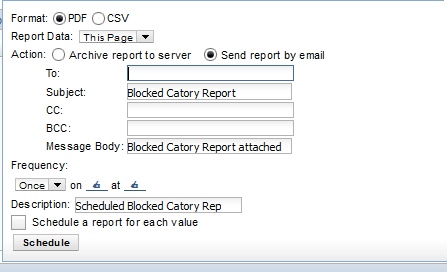 Format: PDF CSV
Report Data: This Page
Action: Archive report to server Send report by email
To:
Subject: Blocked Catory Report
CC:
BCC:
Message Body: Blocked Catory Report attached
Frequency:
Once on 6 at 6
Description: Scheduled Blocked Catory Rep
Schedule a report for each value
Schedule